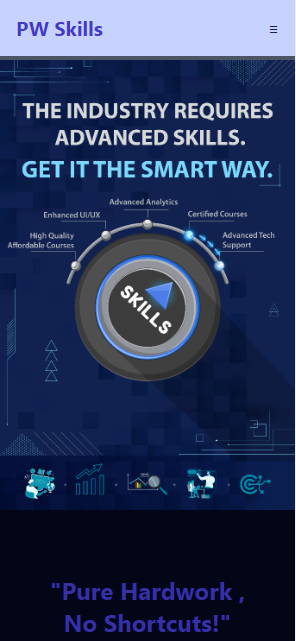 PW Skills
THE INDUSTRY REQUIRES
ADVANCED SKILLS.
GET IT THE SMART WAY.
Advanced Analytics
Enhanced UI/UX
Certified Courses
High Quality
Affordable Courses
Advanced Tech
Support
SKILLS
"Pure Hardwork ,
No Shortcuts!"